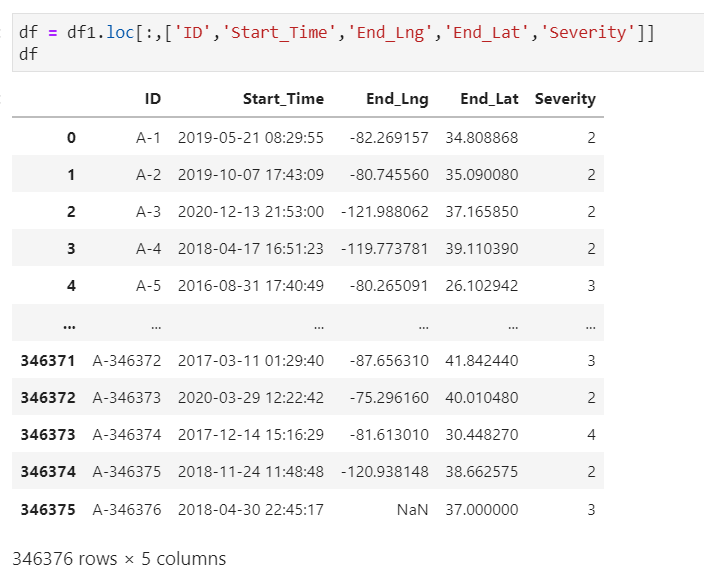 df = df1.loc[:,['ID','Start_Time','End_Lng','End_Lat','Severity']]
df
ID Start_Time End_Lng End_Lat Severity
0 A-1 2019-05-21 08:29:55 -82.269157 34.808868 2
1 A-2 2019-10-07 17:43:09 -80.745560 35.090080 2
2 A-3 2020-12-13 21:53:00 -121.988062 37.165850 2
3 A-4 2018-04-17 16:51:23 -119.773781 39.110390 2
4 A-5 2016-08-31 17:40:49 -80.265091 26.102942 3
... ... ... ... ... ...
346371 A-346372 2017-03-11 01:29:40 -87.656310 41.842440 3
346372 A-346373 2020-03-29 12:22:42 -75.296160 40.010480 2
346373 A-346374 2017-12-14 15:16:29 -81.613010 30.448270 4
346374 A-346375 2018-11-24 11:48:48 -120.938148 38.662575 2
346375 A-346376 2018-04-30 22:45:17 NaN 37.000000 3
346376 rows × 5 columns